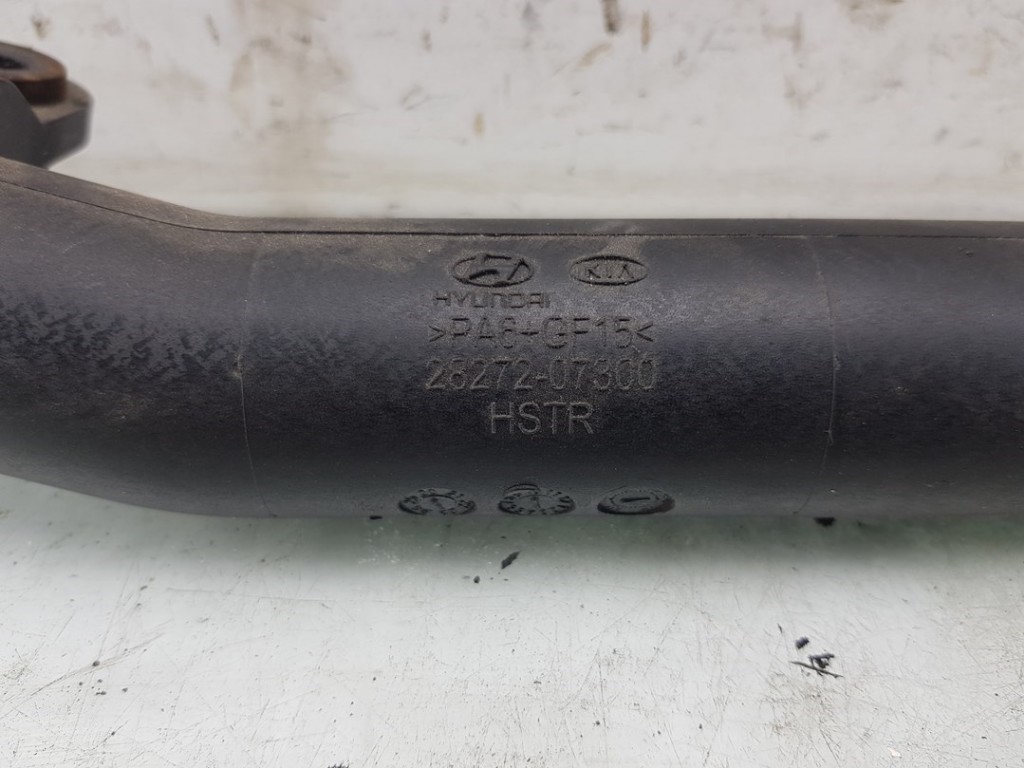 KIA
HYUNDAI
>PA6+GF15<
28272-07300
HSTR